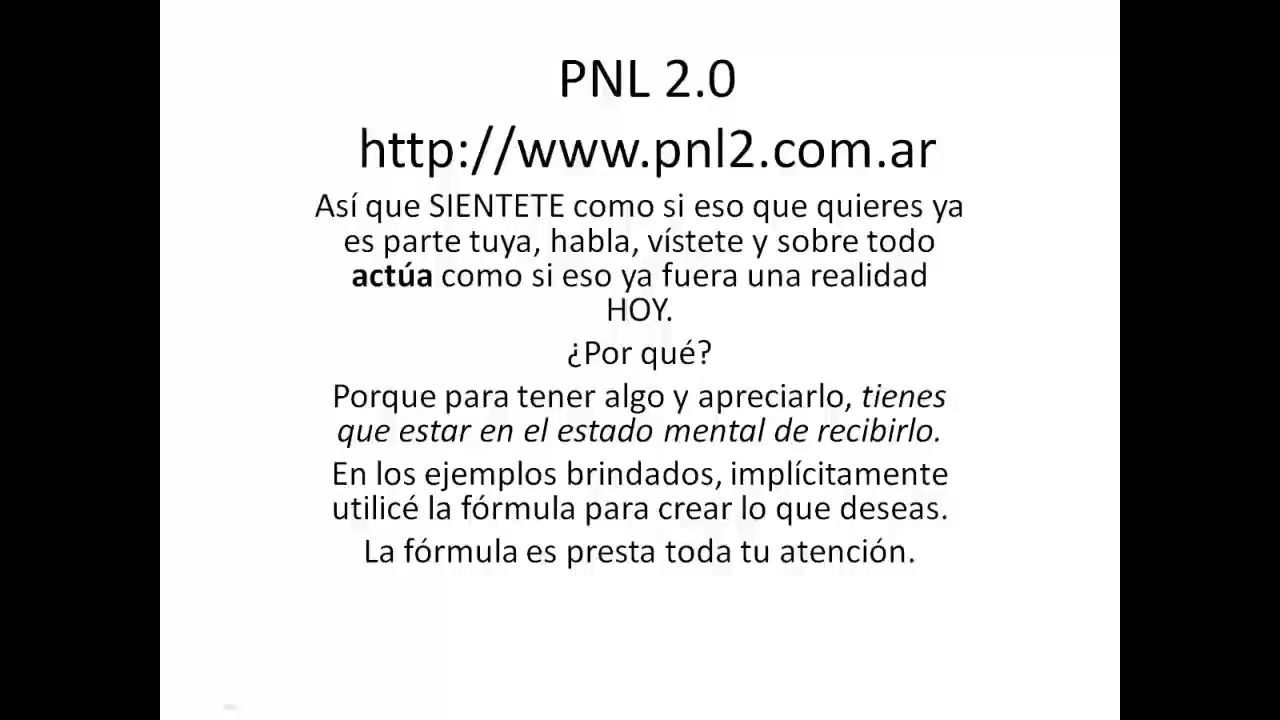 PNL 2.0
http://www.pnl2.com.ar
Así que SIENTETE como si eso que quieres ya
es parte tuya, habla, vístete y sobre todo
actúa como si eso ya fuera una realidad
HOY.
¿Por qué?
Porque para tener algo y apreciarlo, tienes
que estar en el estado mental de recibirlo.
En los ejemplos brindados, implícitamente
utilicé la fórmula para crear lo que deseas.
La fórmula es presta toda tu atención.